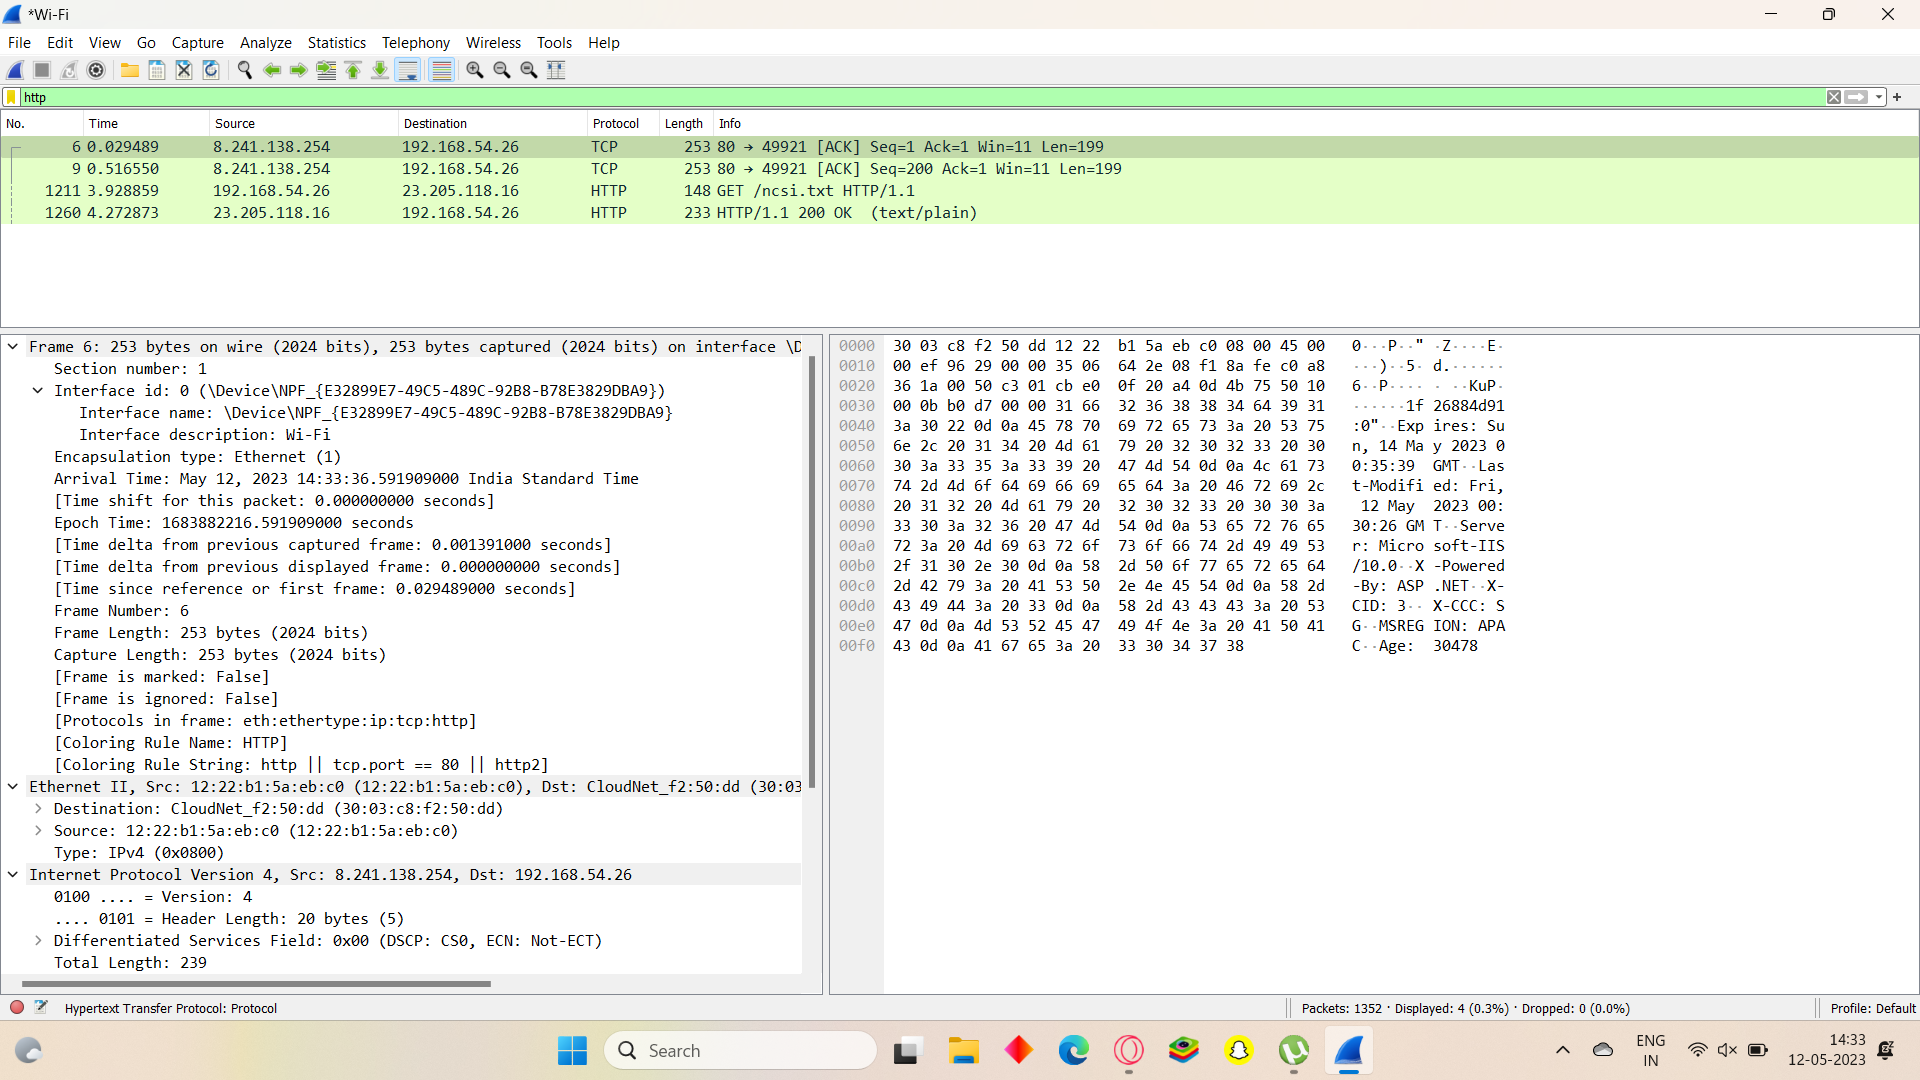 *Wi-Fi
File Edit View Go Capture Analyze Statistics Telephony Wireless Tools Help
http
No. Time Source Destination Protocol Length Info
6 0.029489 8.241.138.254 192.168.54.26 TCP 253 80 → 49921 [ACK] Seq=1 Ack=1 Win=11 Len=199
9 0.516550 8.241.138.254 192.168.54.26 TCP 253 80 → 49921 [ACK] Seq=200 Ack=1 Win=11 Len=199
1211 3.928859 192.168.54.26 23.205.118.16 HTTP 148 GET /ncsi.txt HTTP/1.1
1260 4.272873 23.205.118.16 192.168.54.26 HTTP 233 HTTP/1.1 200 OK  (text/plain)
Frame 6: 253 bytes on wire (2024 bits), 253 bytes captured (2024 bits) on interface \D
Section number: 1
Interface id: 0 (\Device\NPF_{E32899E7-49C5-489C-92B8-B78E3829DBA9})
Interface name: \Device\NPF_{E32899E7-49C5-489C-92B8-B78E3829DBA9}
Interface description: Wi-Fi
Encapsulation type: Ethernet (1)
Arrival Time: May 12, 2023 14:33:36.591909000 India Standard Time
[Time shift for this packet: 0.000000000 seconds]
Epoch Time: 1683882216.591909000 seconds
[Time delta from previous captured frame: 0.001391000 seconds]
[Time delta from previous displayed frame: 0.000000000 seconds]
[Time since reference or first frame: 0.029489000 seconds]
Frame Number: 6
Frame Length: 253 bytes (2024 bits)
Capture Length: 253 bytes (2024 bits)
[Frame is marked: False]
[Frame is ignored: False]
[Protocols in frame: eth:ethertype:ip:tcp:http]
[Coloring Rule Name: HTTP]
[Coloring Rule String: http || tcp.port == 80 || http2]
Ethernet II, Src: 12:22:b1:5a:eb:c0 (12:22:b1:5a:eb:c0), Dst: CloudNet_f2:50:dd (30:03
Destination: CloudNet_f2:50:dd (30:03:c8:f2:50:dd)
Source: 12:22:b1:5a:eb:c0 (12:22:b1:5a:eb:c0)
Type: IPv4 (0x0800)
Internet Protocol Version 4, Src: 8.241.138.254, Dst: 192.168.54.26
0100 .... = Version: 4
.... 0101 = Header Length: 20 bytes (5)
Differentiated Services Field: 0x00 (DSCP: CS0, ECN: Not-ECT)
Total Length: 239
0000 30 03 c8 f2 50 dd 12 22 b1 5a eb c0 08 00 45 00 0···P··" ·Z····E·
0010 00 ef 96 29 00 00 35 06 64 2e 08 f1 8a fe c0 a8 ···)··5· d.······
0020 36 1a 00 50 c3 01 cb e0 0f 20 a4 0d 4b 75 50 10 6··P···· · ··KuP·
0030 00 0b b0 d7 00 00 31 66 32 36 38 38 34 64 39 31 ······1f 26884d91
0040 3a 30 22 0d 0a 45 78 70 69 72 65 73 3a 20 53 75 :0"··Exp ires: Su
0050 6e 2c 20 31 34 20 4d 61 79 20 32 30 32 33 20 30 n, 14 Ma y 2023 0
0060 30 3a 33 35 3a 33 39 20 47 4d 54 0d 0a 4c 61 73 0:35:39 GMT··Las
0070 74 2d 4d 6f 64 69 66 69 65 64 3a 20 46 72 69 2c t-Modifi ed: Fri,
0080 20 31 32 20 4d 61 79 20 32 30 32 33 20 30 30 3a 12 May 2023 00:
0090 33 30 3a 32 36 20 47 4d 54 0d 0a 53 65 72 76 65 30:26 GM T··Serve
00a0 72 3a 20 4d 69 63 72 6f 73 6f 66 74 2d 49 49 53 r: Micro soft-IIS
00b0 2f 31 30 2e 30 0d 0a 58 2d 50 6f 77 65 72 65 64 /10.0··X -Powered
00c0 2d 42 79 3a 20 41 53 50 2e 4e 45 54 0d 0a 58 2d -By: ASP .NET··X-
00d0 43 49 44 3a 20 33 0d 0a 58 2d 43 43 43 3a 20 53 CID: 3·· X-CCC: S
00e0 47 0d 0a 4d 53 52 45 47 49 4f 4e 3a 20 41 50 41 G··MSREG ION: APA
00f0 43 0d 0a 41 67 65 3a 20 33 30 34 37 38 C··Age: 30478
Hypertext Transfer Protocol: Protocol
Packets: 1352 · Displayed: 4 (0.3%) · Dropped: 0 (0.0%)
Profile: Default
Search
ENG
IN
14:33
12-05-2023